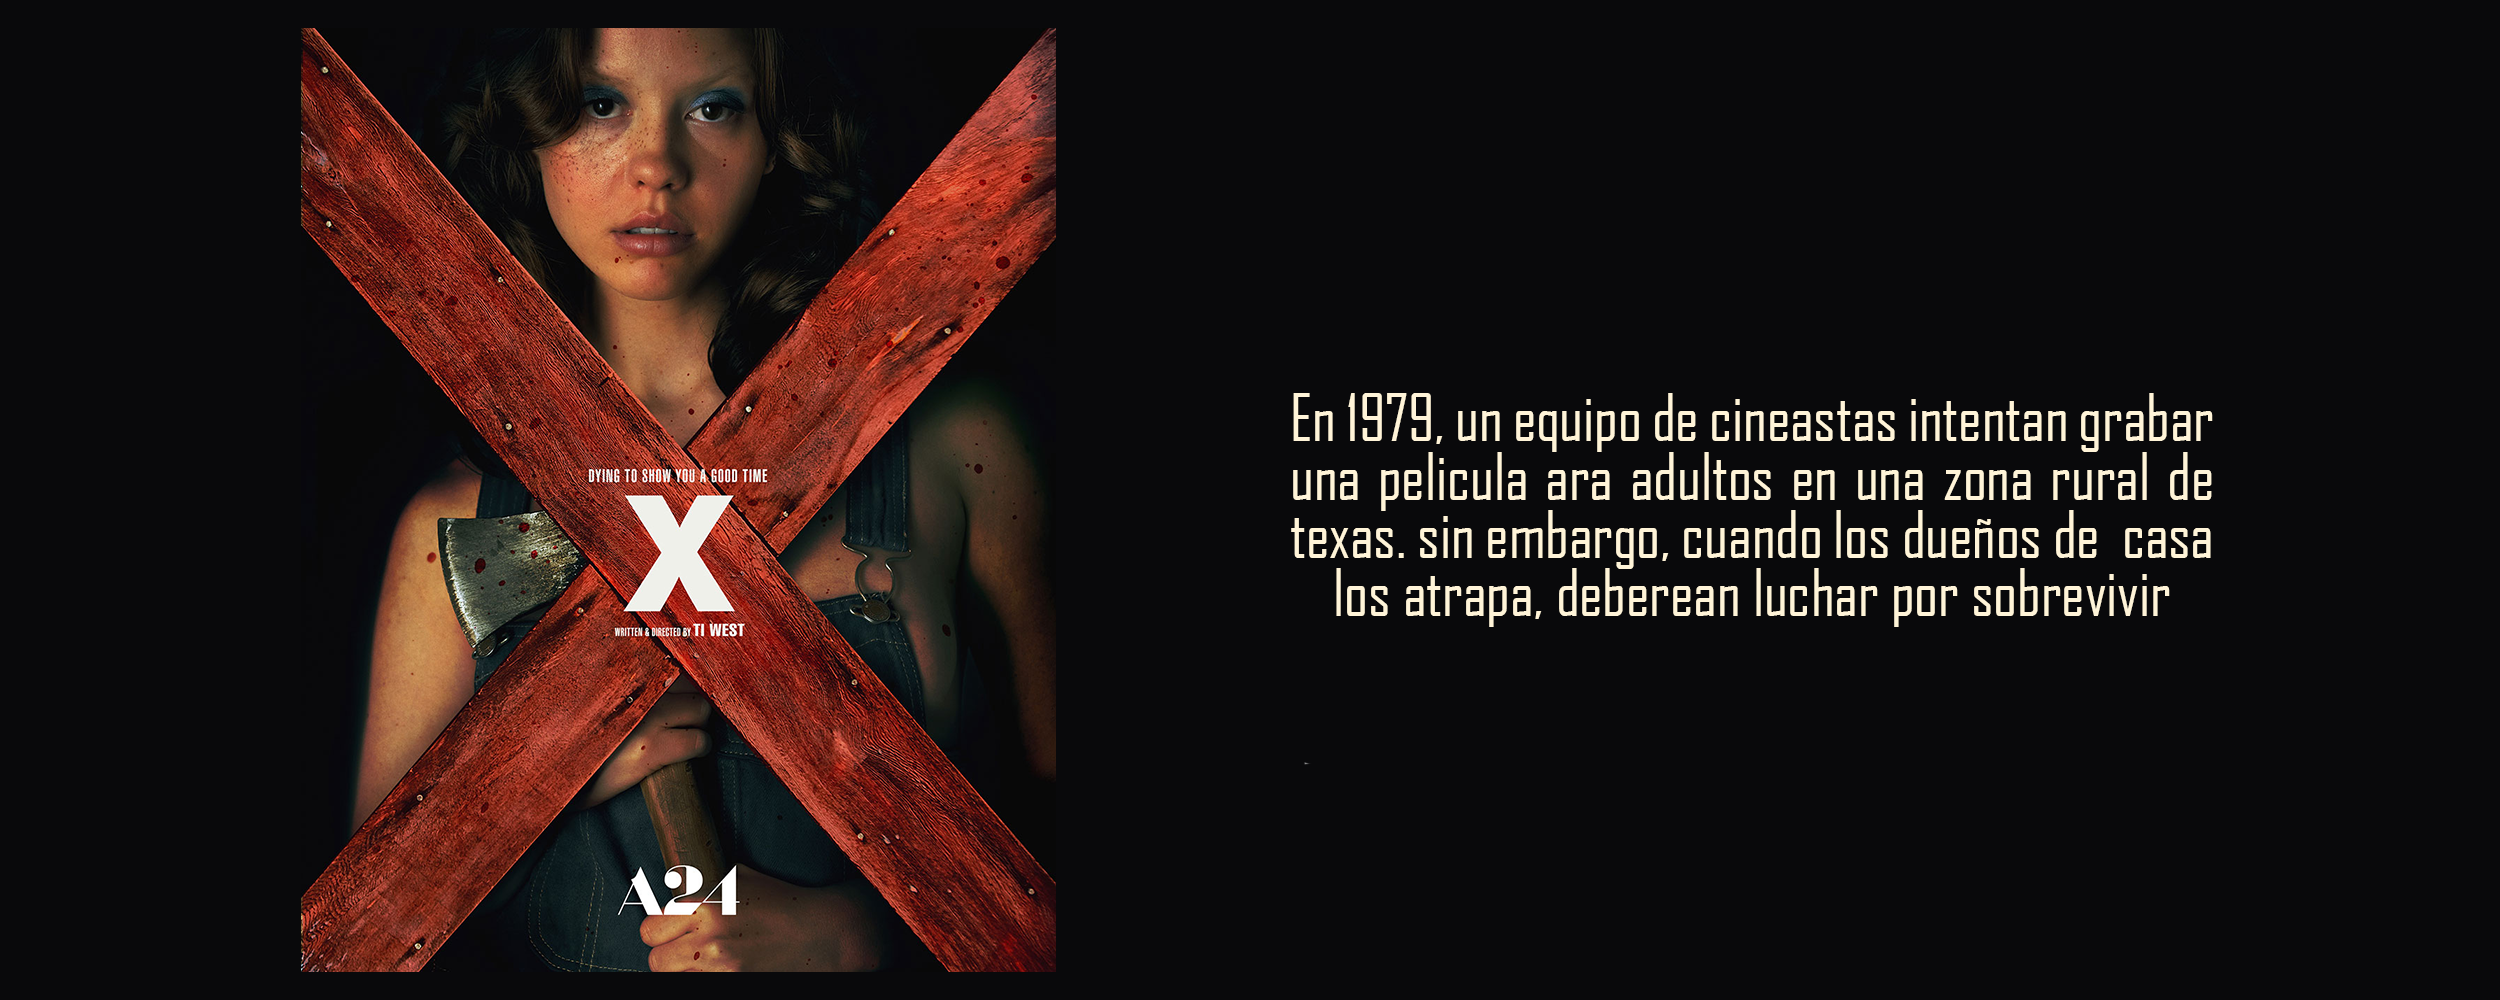 DYING TO SHOW YOU A GOOD TIME
X
WRITTEN & DIRECTED BY TI WEST
A24
En 1979, un equipo de cineastas intentan grabar
una pelicula ara adultos en una zona rural de
texas. sin embargo, cuando los dueños de casa
los atrapa, deberean luchar por sobrevivir